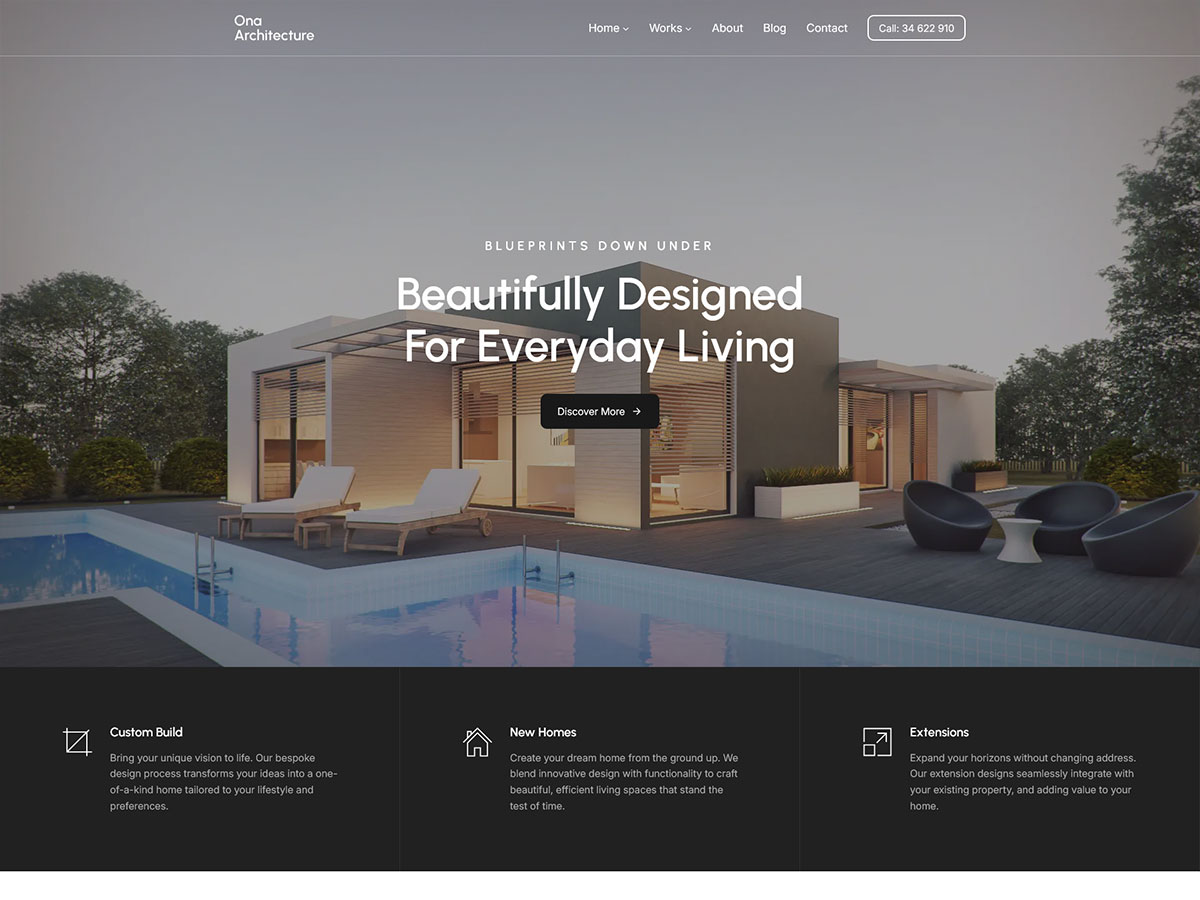 Ona
Architecture
Home
Works
About
Blog
Contact
Call: 34 622 910
BLUEPRINTS DOWN UNDER
Beautifully Designed
For Everyday Living
Discover More →
Custom Build
Bring your unique vision to life. Our bespoke
design process transforms your ideas into a one-
of-a-kind home tailored to your lifestyle and
preferences.
New Homes
Create your dream home from the ground up. We
blend innovative design with functionality to craft
beautiful, efficient living spaces that stand the
test of time.
Extensions
Expand your horizons without changing address.
Our extension designs seamlessly integrate with
your existing property, and adding value to your
home.